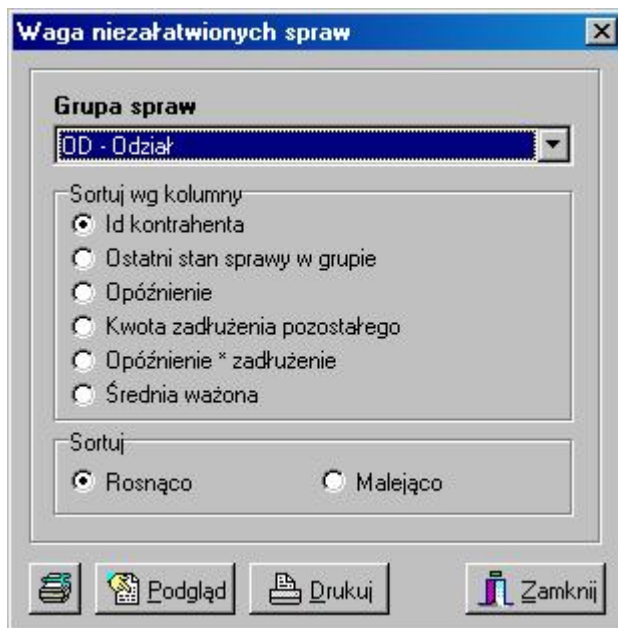 Waga niezałatwionych spraw
Grupa spraw
OD - Odział
Sortuj wg kolumny
Id kontrahenta
Ostatni stan sprawy w grupie
Opóźnienie
Kwota zadłużenia pozostałego
Opóźnienie * zadłużenie
Średnia ważona
Sortuj
Rosnąco Malejąco
Podgląd Drukuj Zamknij